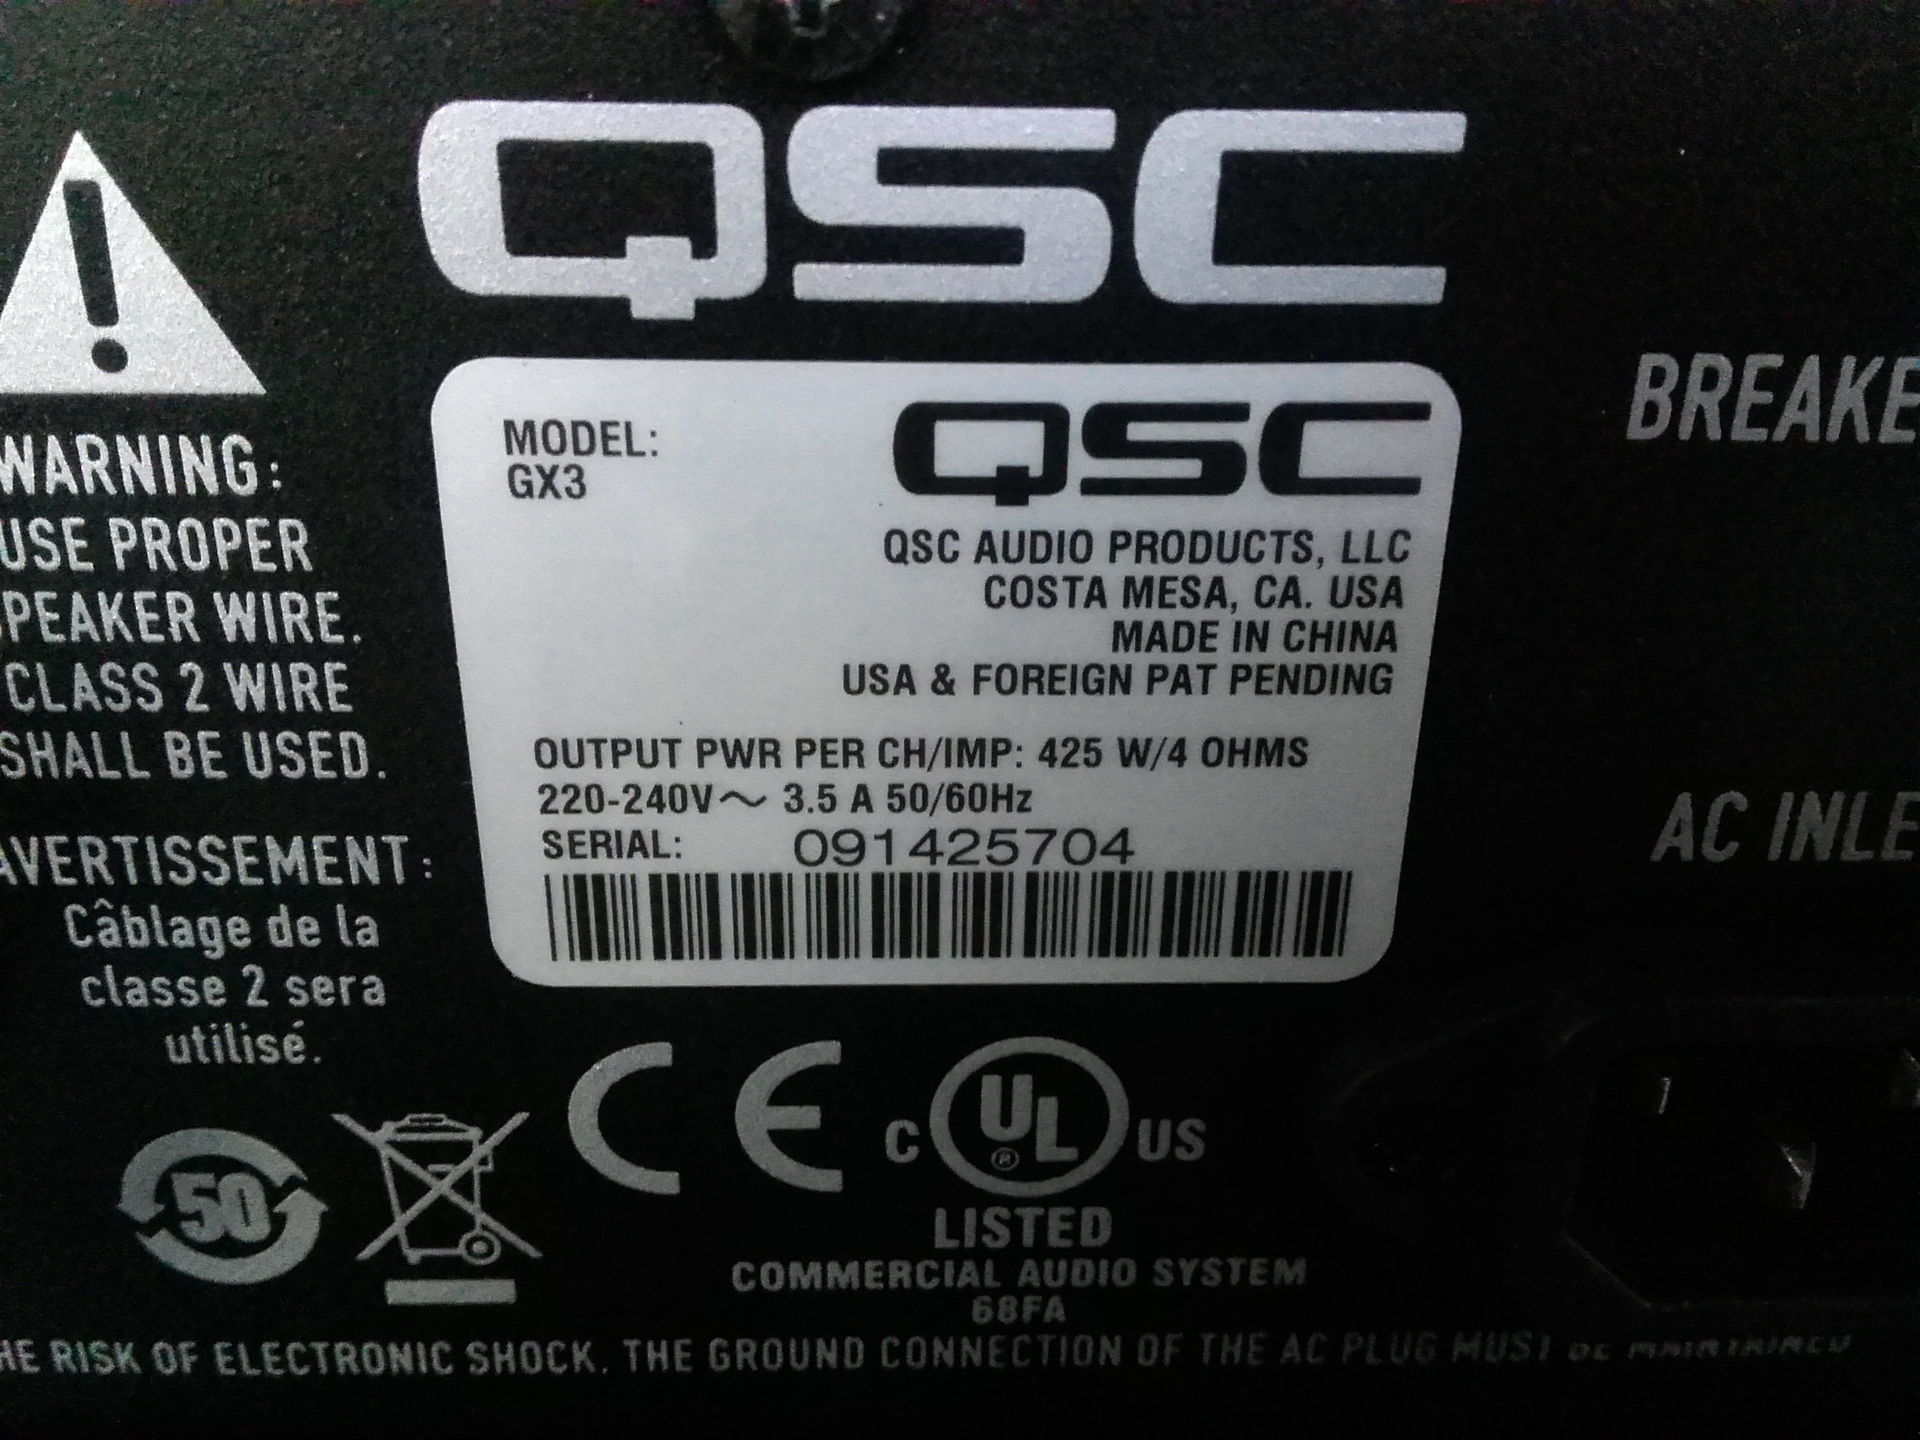 QSC
WARNING:
USE PROPER
SPEAKER WIRE.
CLASS 2 WIRE
SHALL BE USED.
AVERTISSEMENT:
Câblage de la
classe 2 sera
utilisé.
MODEL:
GX3
QSC
QSC AUDIO PRODUCTS, LLC
COSTA MESA, CA. USA
MADE IN CHINA
USA & FOREIGN PAT PENDING
OUTPUT PWR PER CH/IMP: 425 W/4 OHMS
220-240V~ 3.5 A 50/60Hz
SERIAL: 091425704
BREAKE
AC INLE
50
CE
C UL® US
LISTED
COMMERCIAL AUDIO SYSTEM
68FA
HE RISK OF ELECTRONIC SHOCK. THE GROUND CONNECTION OF THE AC PLUG MUST BE MAINTAINED